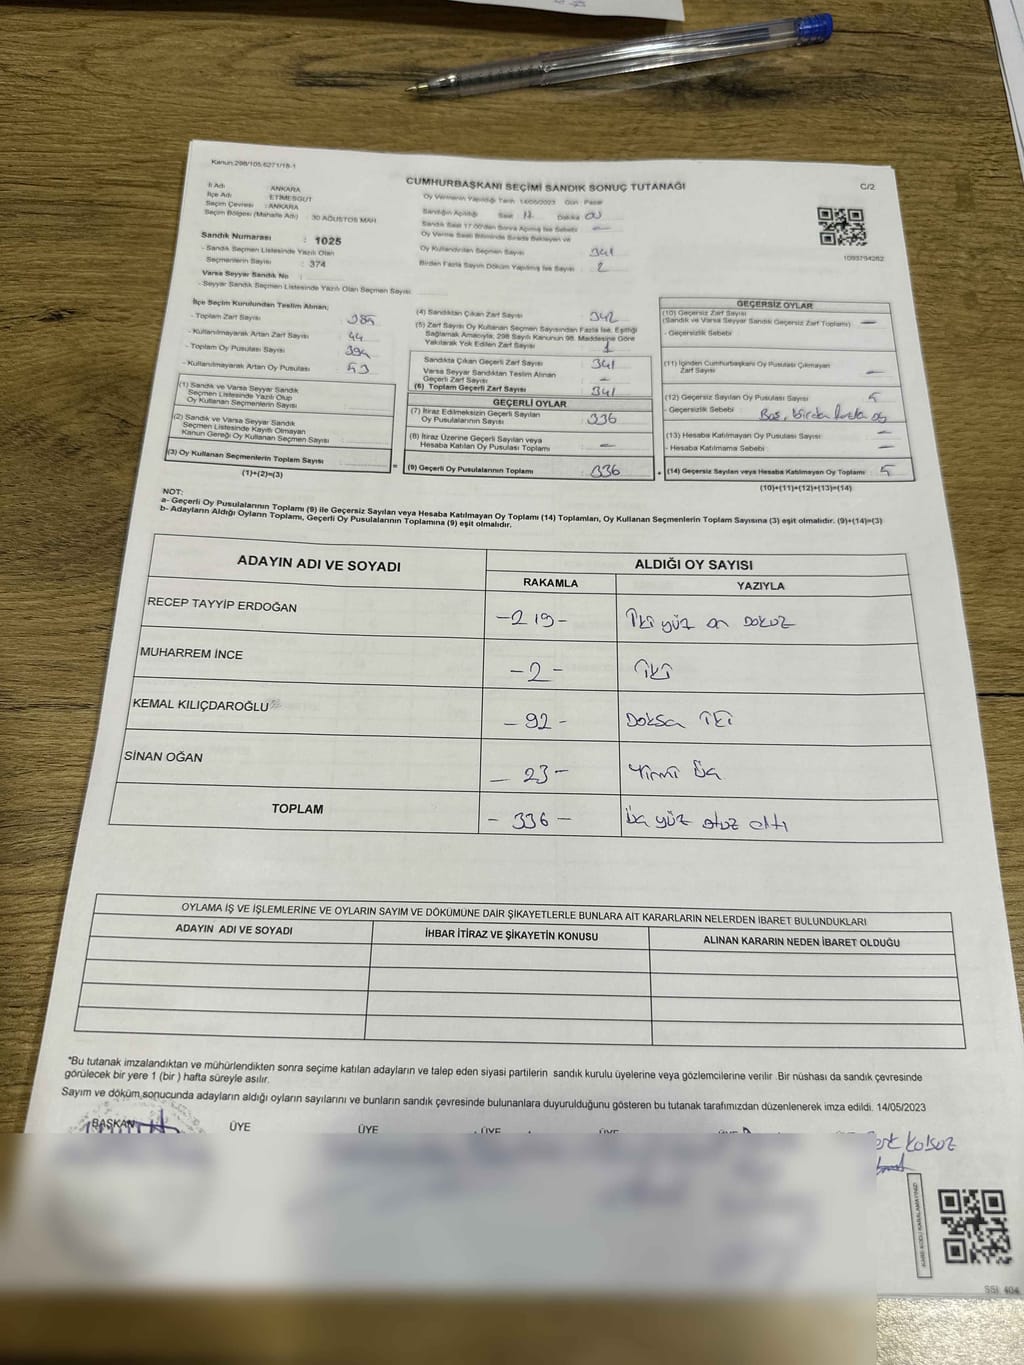 Kanun:298/105,6271/18-1
CUMHURBAŞKANI SEÇİMİ SANDIK SONUÇ TUTANAĞI
C/2
İl Adı : ANKARA
İlçe Adı : ETİMESGUT
Seçim Çevresi : ANKARA
Seçim Bölgesi (Mahalle Adı) : 30 AĞUSTOS MAH.
Sandık Numarası : 1025
- Sandık Seçmen Listesinde Yazılı Olan
Seçmenlerin Sayısı : 374
Varsa Seyyar Sandık No :
- Seyyar Sandık Seçmen Listesinde Yazılı Olan Seçmen Sayısı
Oy Vermenin Yapıldığı Tarih 14/05/2023 Gün : Pazar
Sandığın Açıldığı Saat 17 Dakika 00
Sandık Saat 17:00'den Sonra Açılmış İse Sebebi —
Oy Verme Saati Bitiminde Sırada Bekleyen ve
Oy Kullandırılan Seçmen Sayısı 341
Birden Fazla Sayım Döküm Yapılmış İse Sayısı 2
1093794262
İlçe Seçim Kurulundan Teslim Alınan;
- Toplam Zarf Sayısı 385
- Kullanılmayarak Artan Zarf Sayısı 44
- Toplam Oy Pusulası Sayısı 394
- Kullanılmayarak Artan Oy Pusulası 53
(1) Sandık ve Varsa Seyyar Sandık
Seçmen Listesinde Yazılı Olup
Oy Kullanan Seçmenlerin Sayısı
(2) Sandık ve Varsa Seyyar Sandık
Seçmen Listesinde Kayıtlı Olmayan
Kanun Gereği Oy Kullanan Seçmen Sayısı
(3) Oy Kullanan Seçmenlerin Toplam Sayısı
(1)+(2)=(3)
(4) Sandıktan Çıkan Zarf Sayısı 342
(5) Zarf Sayısı Oy Kullanan Seçmen Sayısından Fazla İse, Eşitliği
Sağlamak Amacıyla; 298 Sayılı Kanunun 98. Maddesine Göre
Yakılarak Yok Edilen Zarf Sayısı 1
Sandıkta Çıkan Geçerli Zarf Sayısı 341
Varsa Seyyar Sandıktan Teslim Alınan
Geçerli Zarf Sayısı —
(6) Toplam Geçerli Zarf Sayısı 341
GEÇERLİ OYLAR
(7) İtiraz Edilmeksizin Geçerli Sayılan
Oy Pusulalarının Sayısı 336
(8) İtiraz Üzerine Geçerli Sayılan veya
Hesaba Katılan Oy Pusulası Toplamı —
(9) Geçerli Oy Pusulalarının Toplamı 336
GEÇERSİZ OYLAR
(10) Geçersiz Zarf Sayısı
(Sandık ve Varsa Seyyar Sandık Geçersiz Zarf Toplamı) —
- Geçersizlik Sebebi
(11) İçinden Cumhurbaşkanı Oy Pusulası Çıkmayan
Zarf Sayısı —
(12) Geçersiz Sayılan Oy Pusulası Sayısı 5
- Geçersizlik Sebebi Boş, birden fazla oy
(13) Hesaba Katılmayan Oy Pusulası Sayısı —
- Hesaba Katılmama Sebebi —
(14) Geçersiz Sayılan veya Hesaba Katılmayan Oy Toplamı 5
(10)+(11)+(12)+(13)=(14)
NOT:
a- Geçerli Oy Pusulalarının Toplamı (9) ile Geçersiz Sayılan veya Hesaba Katılmayan Oy Toplamı (14) Toplamları, Oy Kullanan Seçmenlerin Toplam Sayısına (3) eşit olmalıdır. (9)+(14)=(3)
b- Adayların Aldığı Oyların Toplamı, Geçerli Oy Pusulalarının Toplamına (9) eşit olmalıdır.
ADAYIN ADI VE SOYADI ALDIĞI OY SAYISI
RAKAMLA YAZIYLA
RECEP TAYYİP ERDOĞAN -219- İki yüz on dokuz
MUHARREM İNCE -2- iki
KEMAL KILIÇDAROĞLU -92- Doksa iki
SİNAN OĞAN -23- Yirmi üç
TOPLAM -336- üç yüz otuz altı
OYLAMA İŞ VE İŞLEMLERİNE VE OYLARIN SAYIM VE DÖKÜMÜNE DAİR ŞİKAYETLERLE BUNLARA AİT KARARLARIN NELERDEN İBARET BULUNDUKLARI
ADAYIN ADI VE SOYADI İHBAR İTİRAZ VE ŞİKAYETİN KONUSU ALINAN KARARIN NEDEN İBARET OLDUĞU
*Bu tutanak imzalandıktan ve mühürlendikten sonra seçime katılan adayların ve talep eden siyasi partilerin sandık kurulu üyelerine veya gözlemcilerine verilir .Bir nüshası da sandık çevresinde
görülecek bir yere 1 (bir ) hafta süreyle asılır.
Sayım ve döküm sonucunda adayların aldığı oyların sayılarını ve bunların sandık çevresinde bulunanlara duyurulduğunu gösteren bu tutanak tarafımızdan düzenlenerek imza edildi. 14/05/2023
BAŞKAN ÜYE ÜYE ÜYE ÜYE
SSI: 404